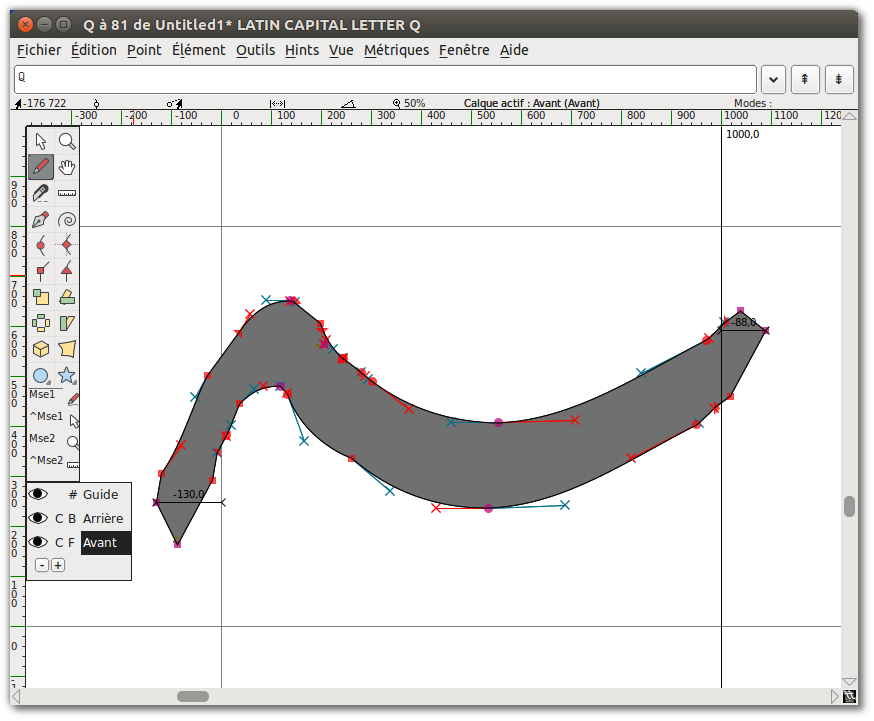 Q à 81 de Untitled1* LATIN CAPITAL LETTER Q
Fichier Édition Point Élément Outils Hints Vue Métriques Fenêtre Aide
Q
-176 722 50% Calque actif : Avant (Avant) Modes :
-300 -200 -100 0 100 200 300 400 500 600 700 800 900 1000 1100 120
1000,0
900
800
700
600
500
400
300
200
100
0
-1
-88,0
-130,0
Mse1
^Mse1
Mse2
^Mse2
# Guide
C B Arrière
C F Avant
- +